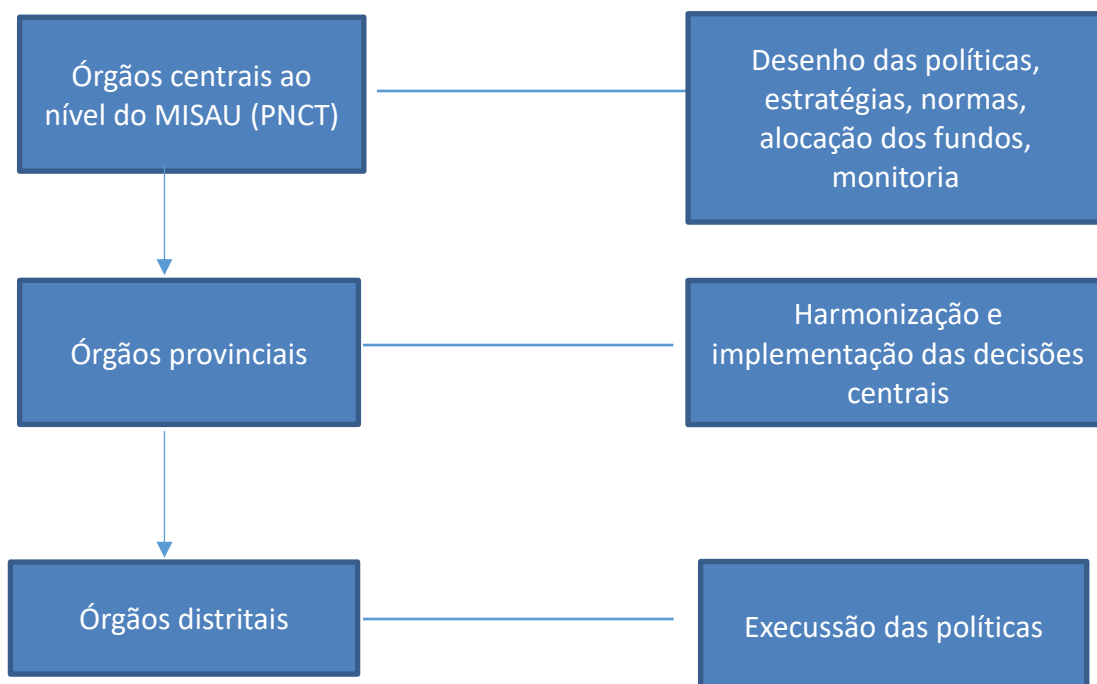 Órgãos centrais ao
nível do MISAU (PNCT)
Desenho das políticas,
estratégias, normas,
alocação dos fundos,
monitoria
Órgãos provinciais
Harmonização e
implementação das decisões
centrais
Órgãos distritais
Execussão das políticas